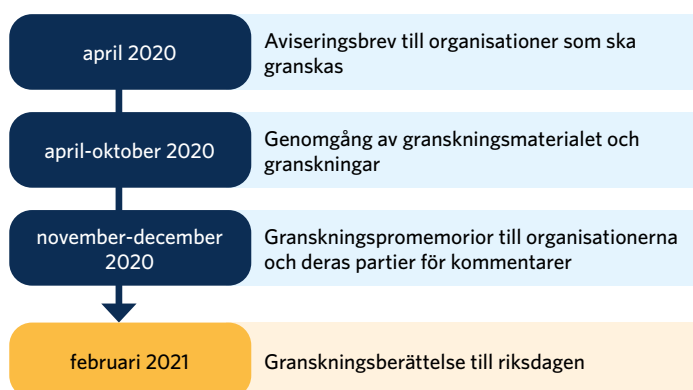 april 2020
Aviseringsbrev till organisationer som ska
granskas
april-oktober 2020
Genomgång av granskningsmaterialet och
granskningar
november-december
2020
Granskningspromemorior till organisationerna
och deras partier för kommentarer
februari 2021
Granskningsberättelse till riksdagen